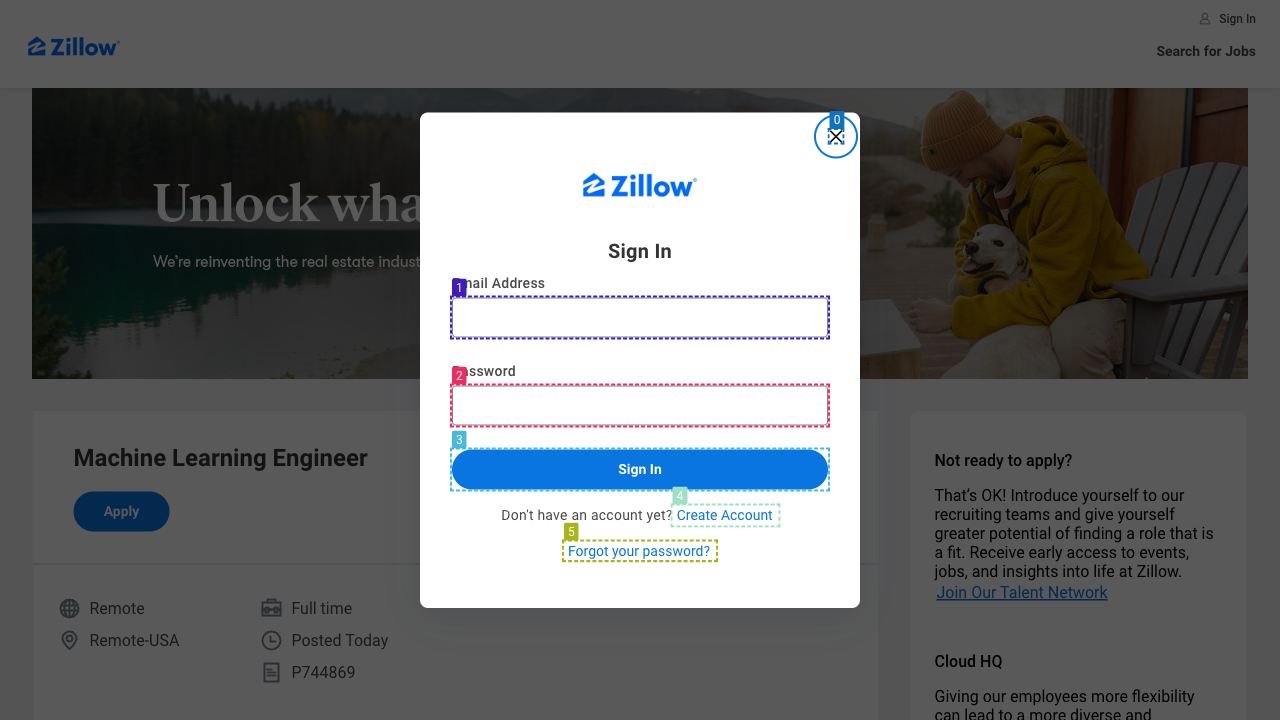 Sign In
Zillow
Search for Jobs
Unlock wha
We're reinventing the real estate indust
0
Zillow
Sign In
1
mail Address
2
ssword
3
Sign In
4
Don't have an account yet? Create Account
5
Forgot your password?
Machine Learning Engineer
Apply
Remote
Full time
Remote-USA
Posted Today
P744869
Not ready to apply?
That's OK! Introduce yourself to our
recruiting teams and give yourself
greater potential of finding a role that is
a fit. Receive early access to events,
jobs, and insights into life at Zillow.
Join Our Talent Network
Cloud HQ
Giving our employees more flexibility
can lead to a more diverse and